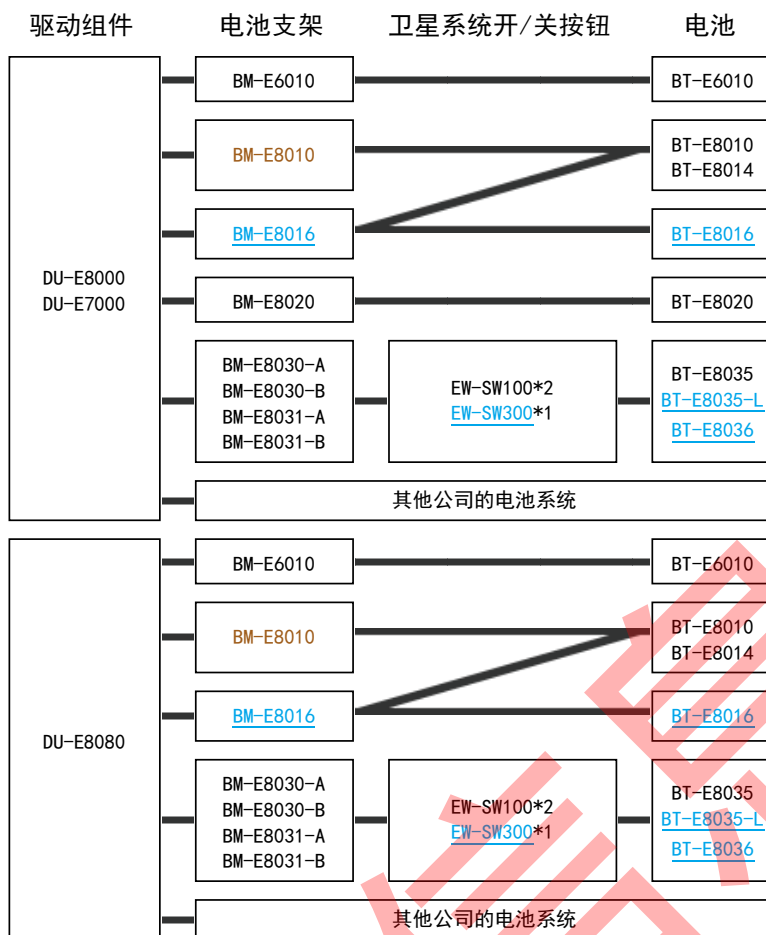 驱动组件 电池支架 卫星系统开/关按钮 电池
DU-E8000
DU-E7000
BM-E6010 BT-E6010
BM-E8010 BT-E8010
BT-E8014
BM-E8016 BT-E8016
BM-E8020 BT-E8020
BM-E8030-A
BM-E8030-B
BM-E8031-A
BM-E8031-B
EW-SW100*2
EW-SW300*1
BT-E8035
BT-E8035-L
BT-E8036
其他公司的电池系统
DU-E8080
BM-E6010 BT-E6010
BM-E8010 BT-E8010
BT-E8014
BM-E8016 BT-E8016
BM-E8030-A
BM-E8030-B
BM-E8031-A
BM-E8031-B
EW-SW100*2
EW-SW300*1
BT-E8035
BT-E8035-L
BT-E8036
其他公司的电池系统